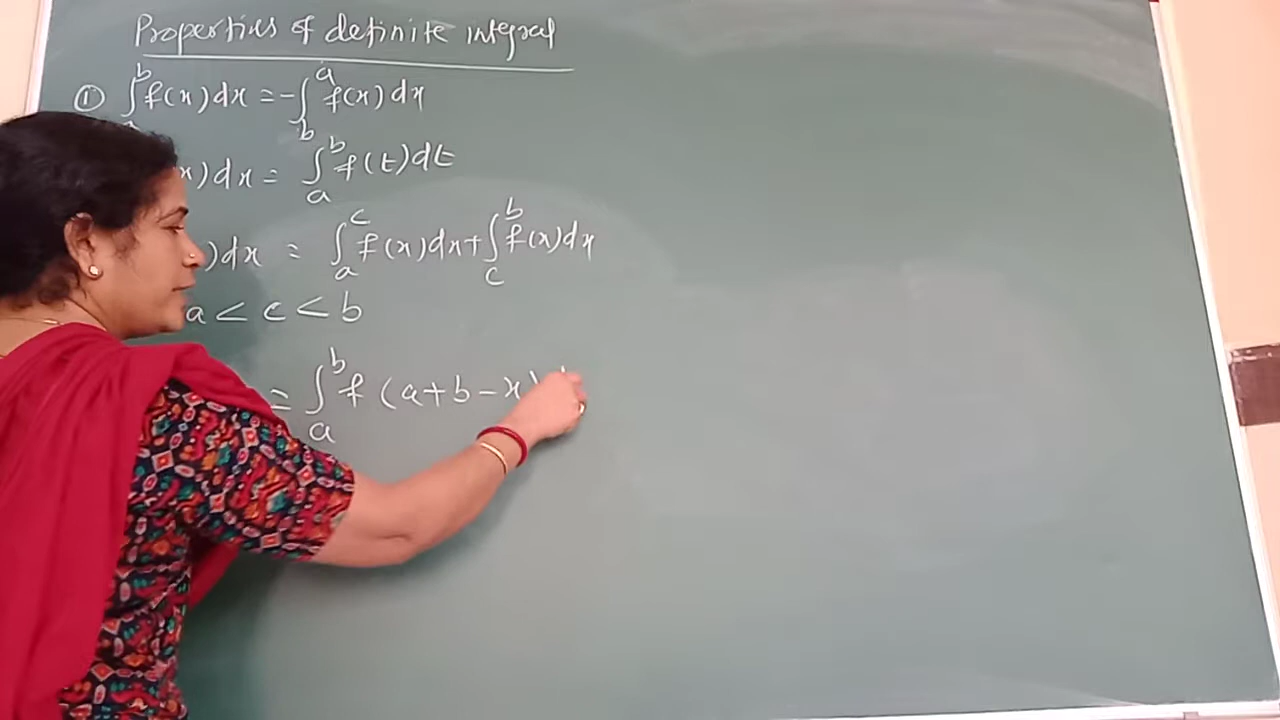 Properties of definite integral
① ∫_a^b f(x)dx = -∫_b^a f(x)dx
x)dx = ∫_a^b f(t)dt
)dx = ∫_a^c f(x)dx + ∫_c^b f(x)dx
a < c < b
= ∫_a^b f(a+b-x)